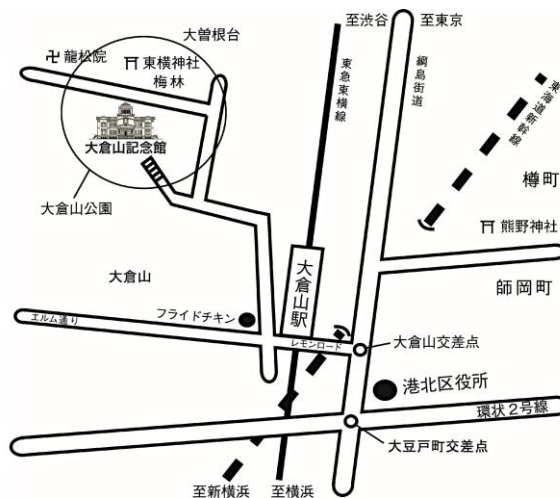 大曽根台
至渋谷
至東京
卍 龍松院
東横神社
梅林
東急東横線
綱島街道
東海道新幹線
大倉山記念館
樽町
大倉山公園
熊野神社
大倉山
大倉山駅
師岡町
フライドチキン
エルム通り
レモンロード
大倉山交差点
港北区役所
環状2号線
大豆戸町交差点
至新横浜
至横浜